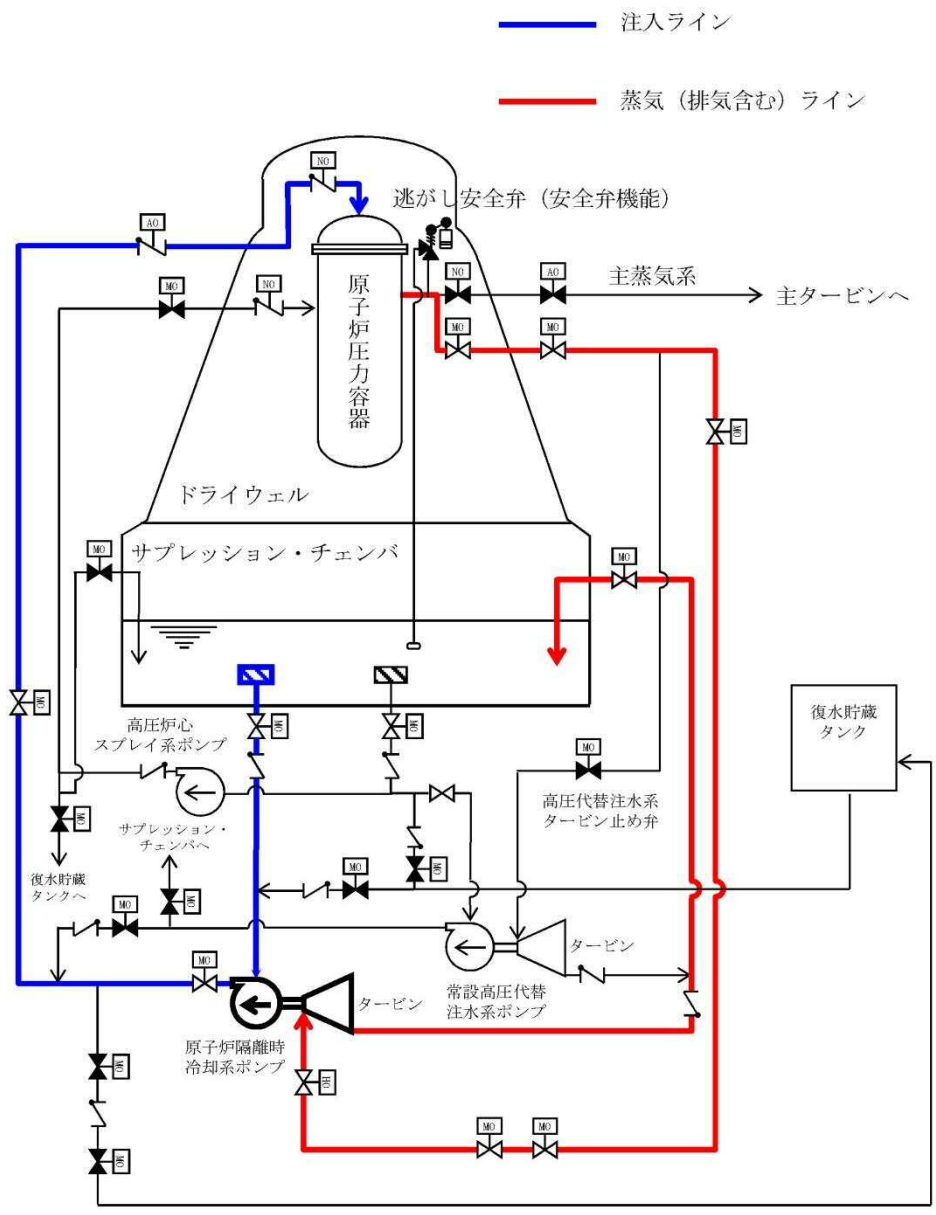 注入ライン
蒸気（排気含む）ライン
NO
逃がし安全弁（安全弁機能）
AO
MO
NO
NO
AO
主蒸気系
主タービンへ
原子炉圧力容器
MO
MO
MO
ドライウェル
サプレッション・チェンバ
MO
MO
MO
高圧炉心
スプレイ系ポンプ
MO
MO
復水貯蔵
タンク
MO
高圧代替注水系
タービン止め弁
MO
サプレッション・
チェンバへ
復水貯蔵
タンクへ
MO
MO
MO
MO
タービン
MO
常設高圧代替
注水系ポンプ
タービン
原子炉隔離時
冷却系ポンプ
MO
HO
MO
MO
MO